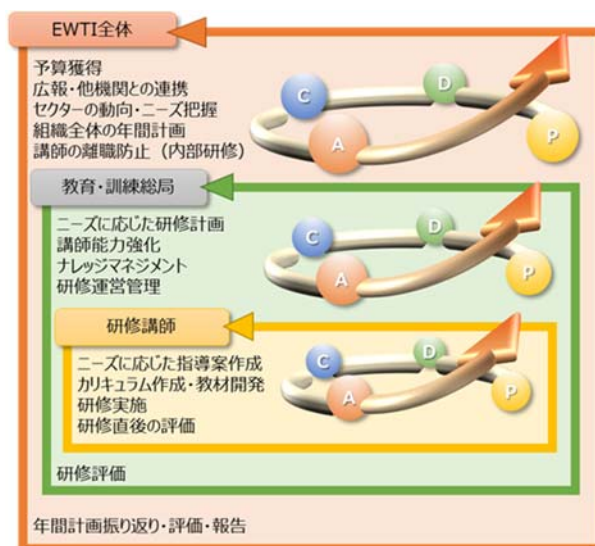 EWTI全体
予算獲得
広報・他機関との連携
セクターの動向・ニーズ把握
組織全体の年間計画
講師の離職防止（内部研修）
C
D
A
P
教育・訓練総局
ニーズに応じた研修計画
講師能力強化
ナレッジマネジメント
研修運営管理
C
D
A
P
研修講師
ニーズに応じた指導案作成
カリキュラム作成・教材開発
研修実施
研修直後の評価
C
D
A
P
研修評価
年間計画振り返り・評価・報告